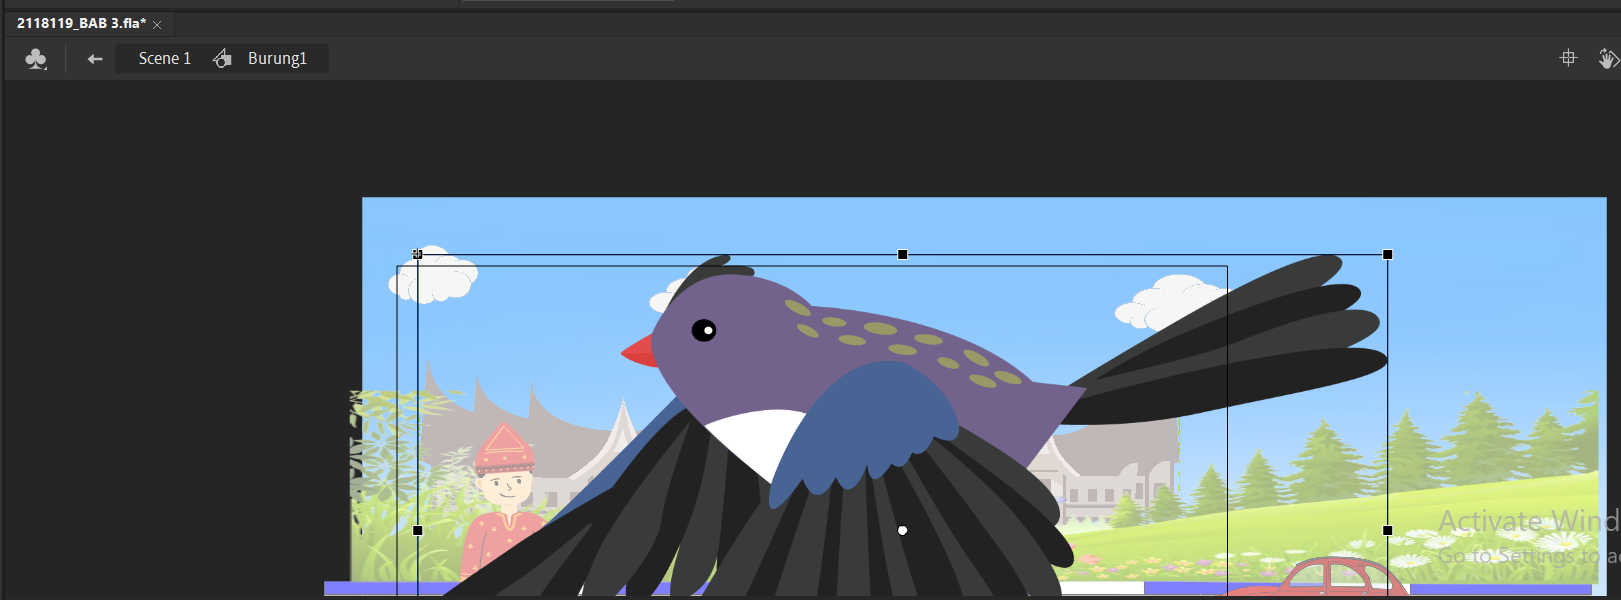 2118119_BAB 3.fla*
Scene 1
Burung1
Activate Wind
Go to Settings to a